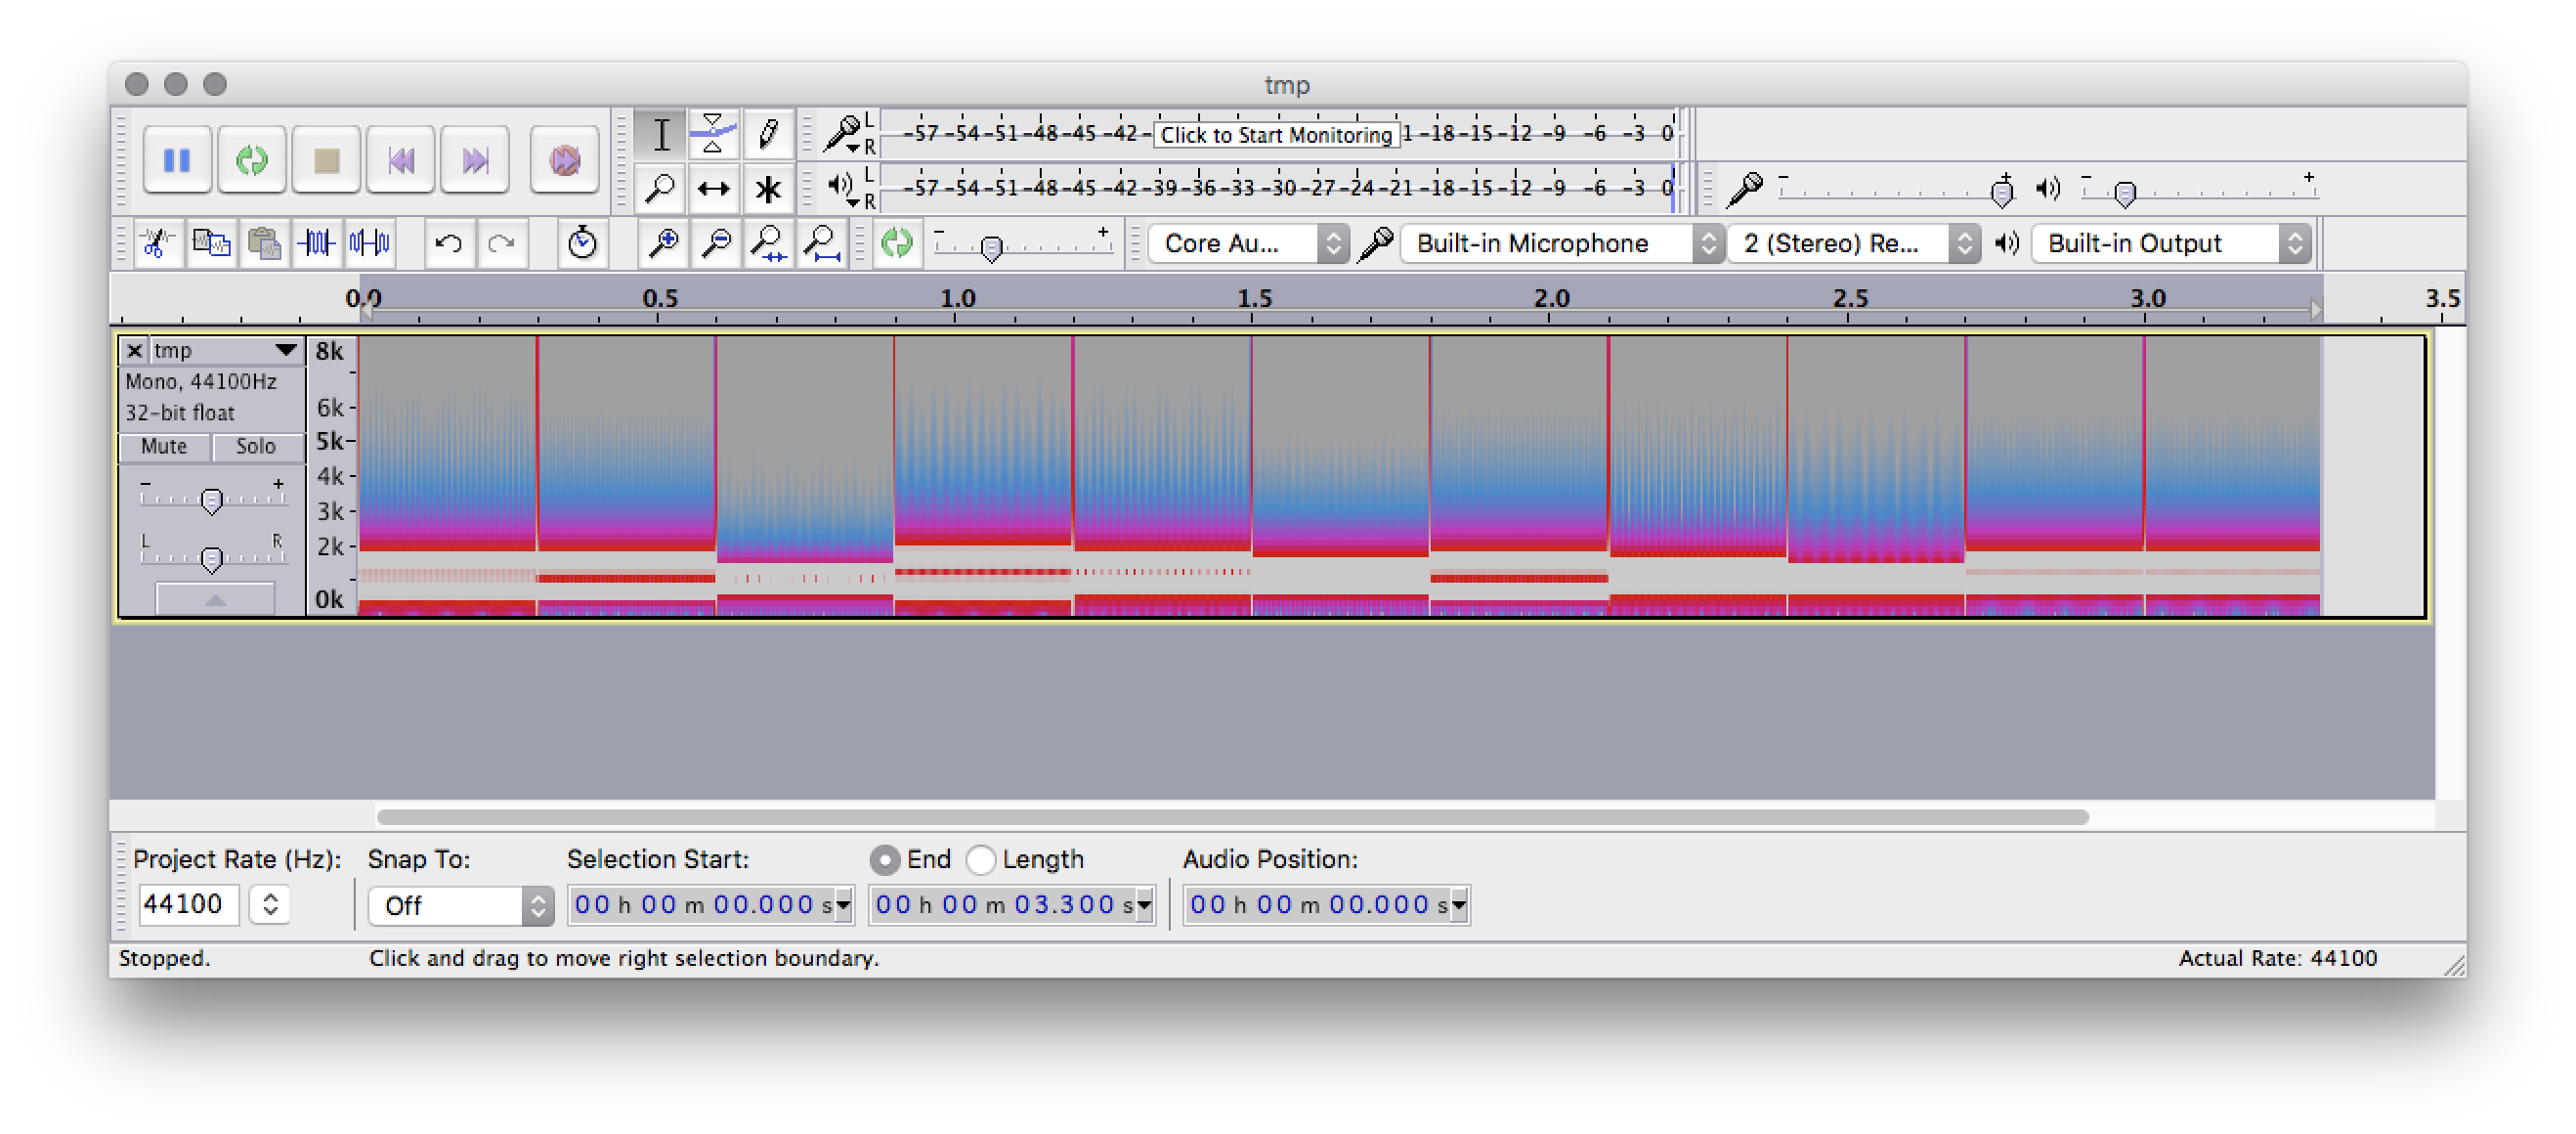 tmp
L
R
-57 -54 -51 -48 -45 -42 - Click to Start Monitoring 1 -18 -15 -12 -9 -6 -3 0
L
R
-57 -54 -51 -48 -45 -42 -39 -36 -33 -30 -27 -24 -21 -18 -15 -12 -9 -6 -3 0
- + - +
- + Core Au... Built-in Microphone 2 (Stereo) Re... Built-in Output
0.0 0.5 1.0 1.5 2.0 2.5 3.0 3.5
tmp
Mono, 44100Hz
32-bit float
Mute Solo
- +
L R
8k
6k
5k
4k
3k
2k
0k
Project Rate (Hz): Snap To: Selection Start: End Length Audio Position:
44100 Off 00 h 00 m 00.000 s 00 h 00 m 03.300 s 00 h 00 m 00.000 s
Stopped. Click and drag to move right selection boundary. Actual Rate: 44100